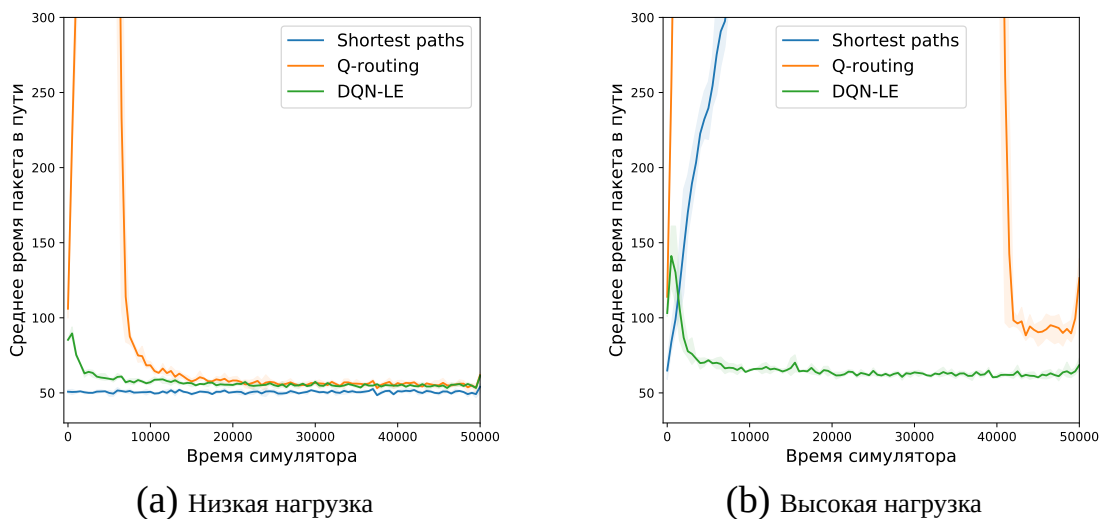 300
250
200
150
100
50
0
10000
20000
30000
40000
50000
Среднее время пакета в пути
Время симулятора
Shortest paths
Q-routing
DQN-LE
(a) Низкая нагрузка
300
250
200
150
100
50
0
10000
20000
30000
40000
50000
Среднее время пакета в пути
Время симулятора
Shortest paths
Q-routing
DQN-LE
(b) Высокая нагрузка